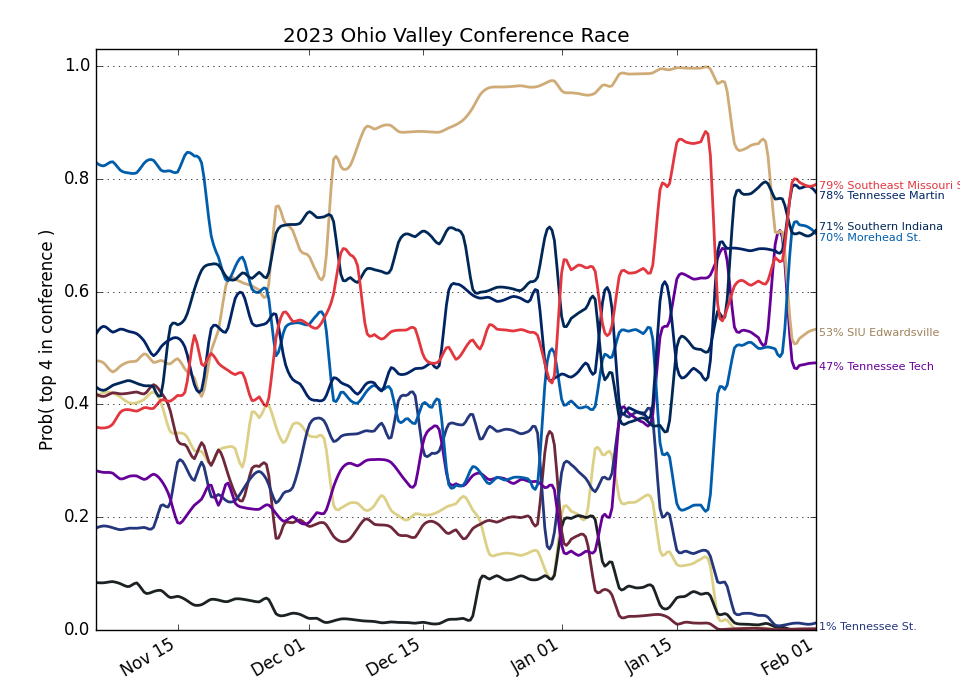 2023 Ohio Valley Conference Race
Prob( top 4 in conference )
1.0
0.8
0.6
0.4
0.2
0.0
79% Southeast Missouri S
78% Tennessee Martin
71% Southern Indiana
70% Morehead St.
53% SIU Edwardsville
47% Tennessee Tech
1% Tennessee St.
Nov 15
Dec 01
Dec 15
Jan 01
Jan 15
Feb 01